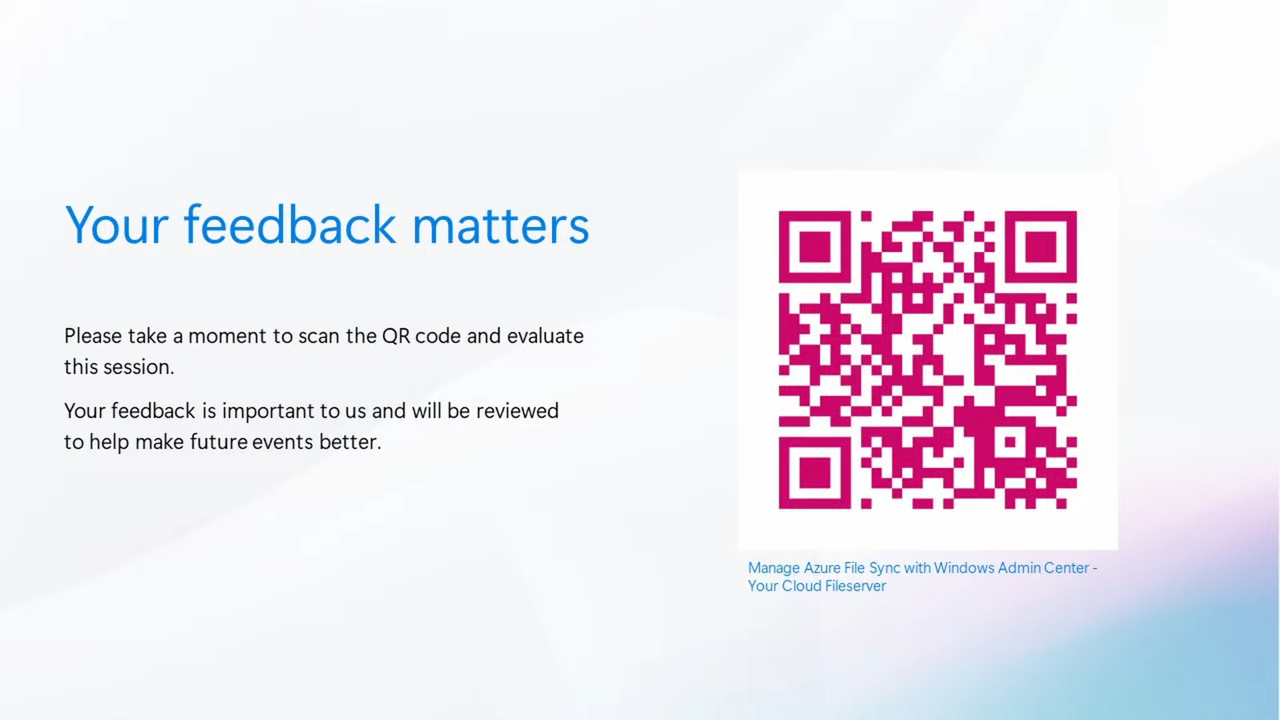 Your feedback matters
Please take a moment to scan the QR code and evaluate
this session.
Your feedback is important to us and will be reviewed
to help make future events better.
Manage Azure File Sync with Windows Admin Center -
Your Cloud Fileserver